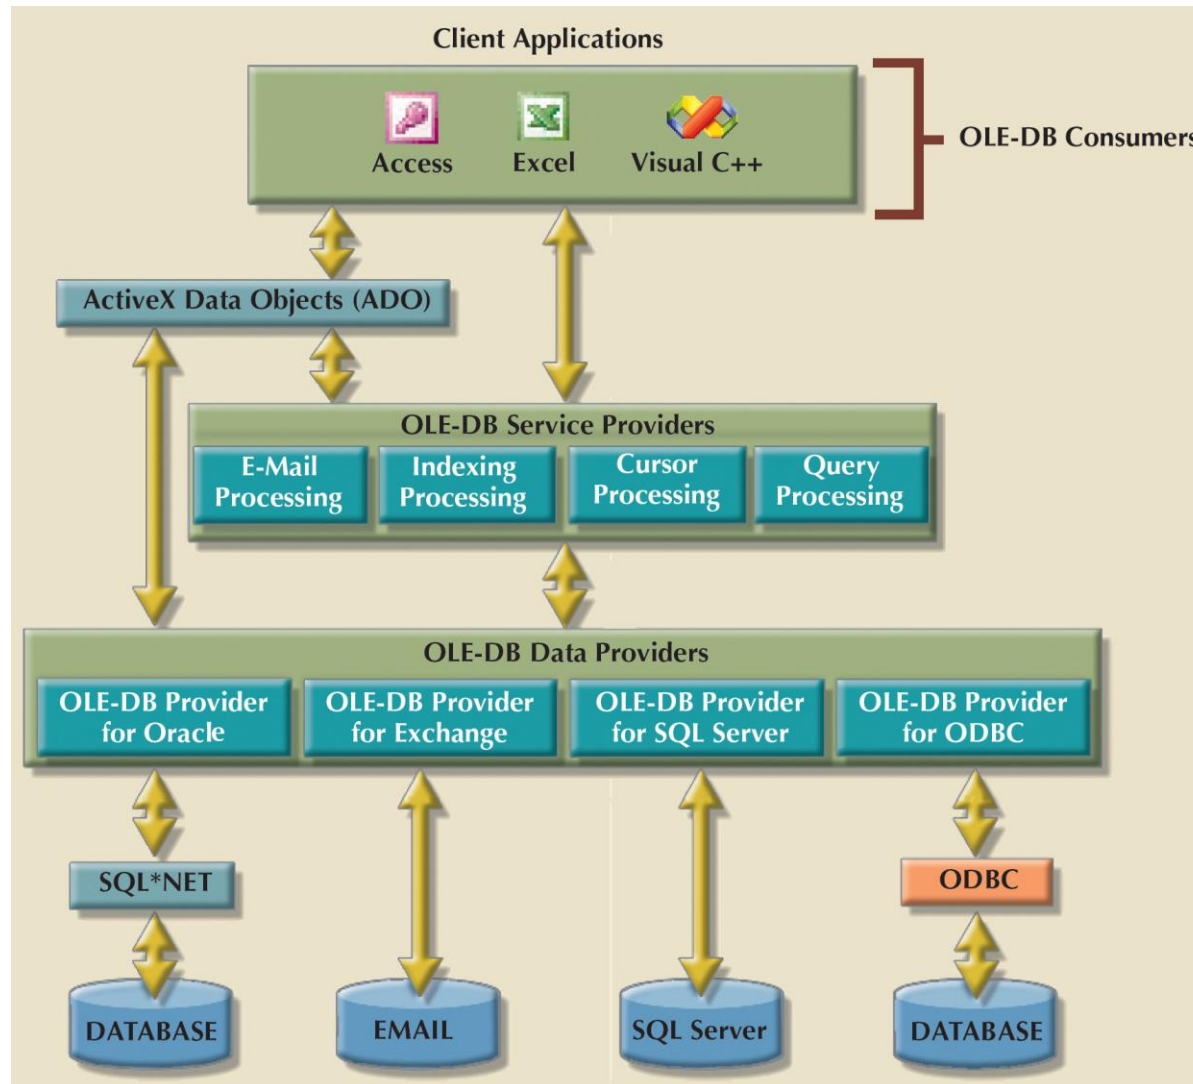 Client Applications
Access
Excel
Visual C++
OLE-DB Consumers
ActiveX Data Objects (ADO)
OLE-DB Service Providers
E-Mail
Processing
Indexing
Processing
Cursor
Processing
Query
Processing
OLE-DB Data Providers
OLE-DB Provider
for Oracle
OLE-DB Provider
for Exchange
OLE-DB Provider
for SQL Server
OLE-DB Provider
for ODBC
SQL*NET
ODBC
DATABASE
EMAIL
SQL Server
DATABASE